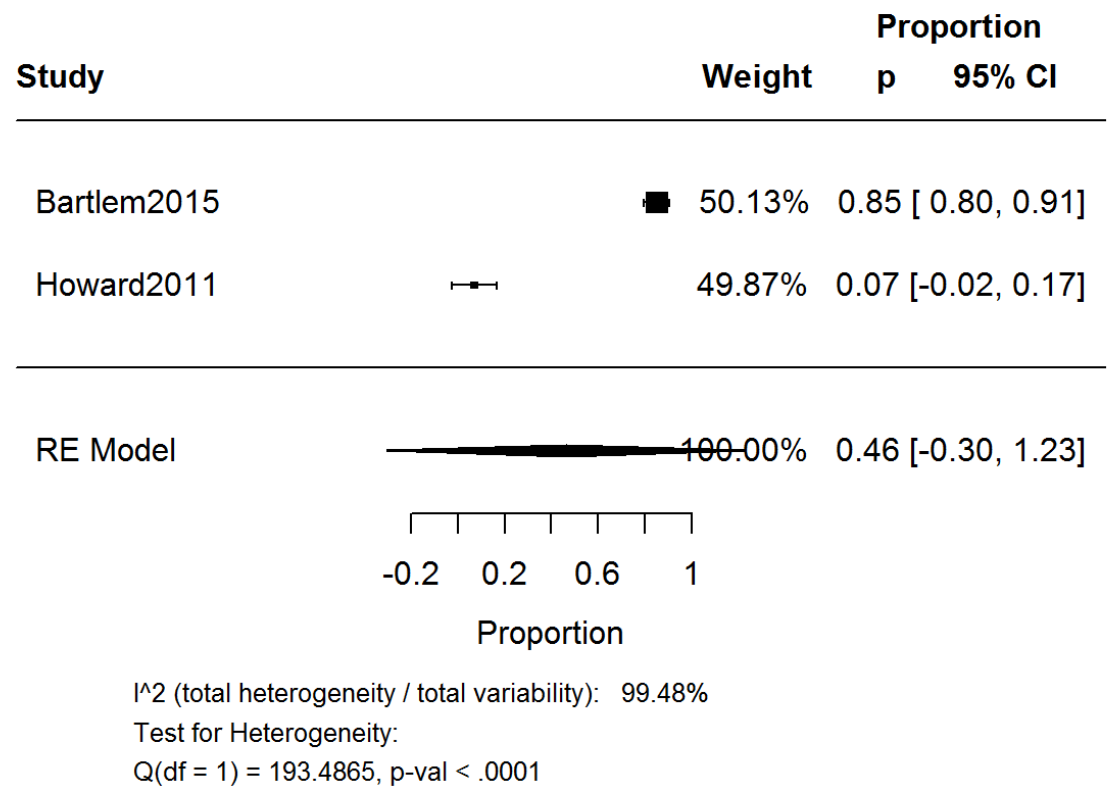 Proportion
Study Weight p 95% CI
Bartlem2015 50.13% 0.85 [ 0.80, 0.91]
Howard2011 49.87% 0.07 [-0.02, 0.17]
RE Model 100.00% 0.46 [-0.30, 1.23]
-0.2 0.2 0.6 1
Proportion
I^2 (total heterogeneity / total variability): 99.48%
Test for Heterogeneity:
Q(df = 1) = 193.4865, p-val < .0001